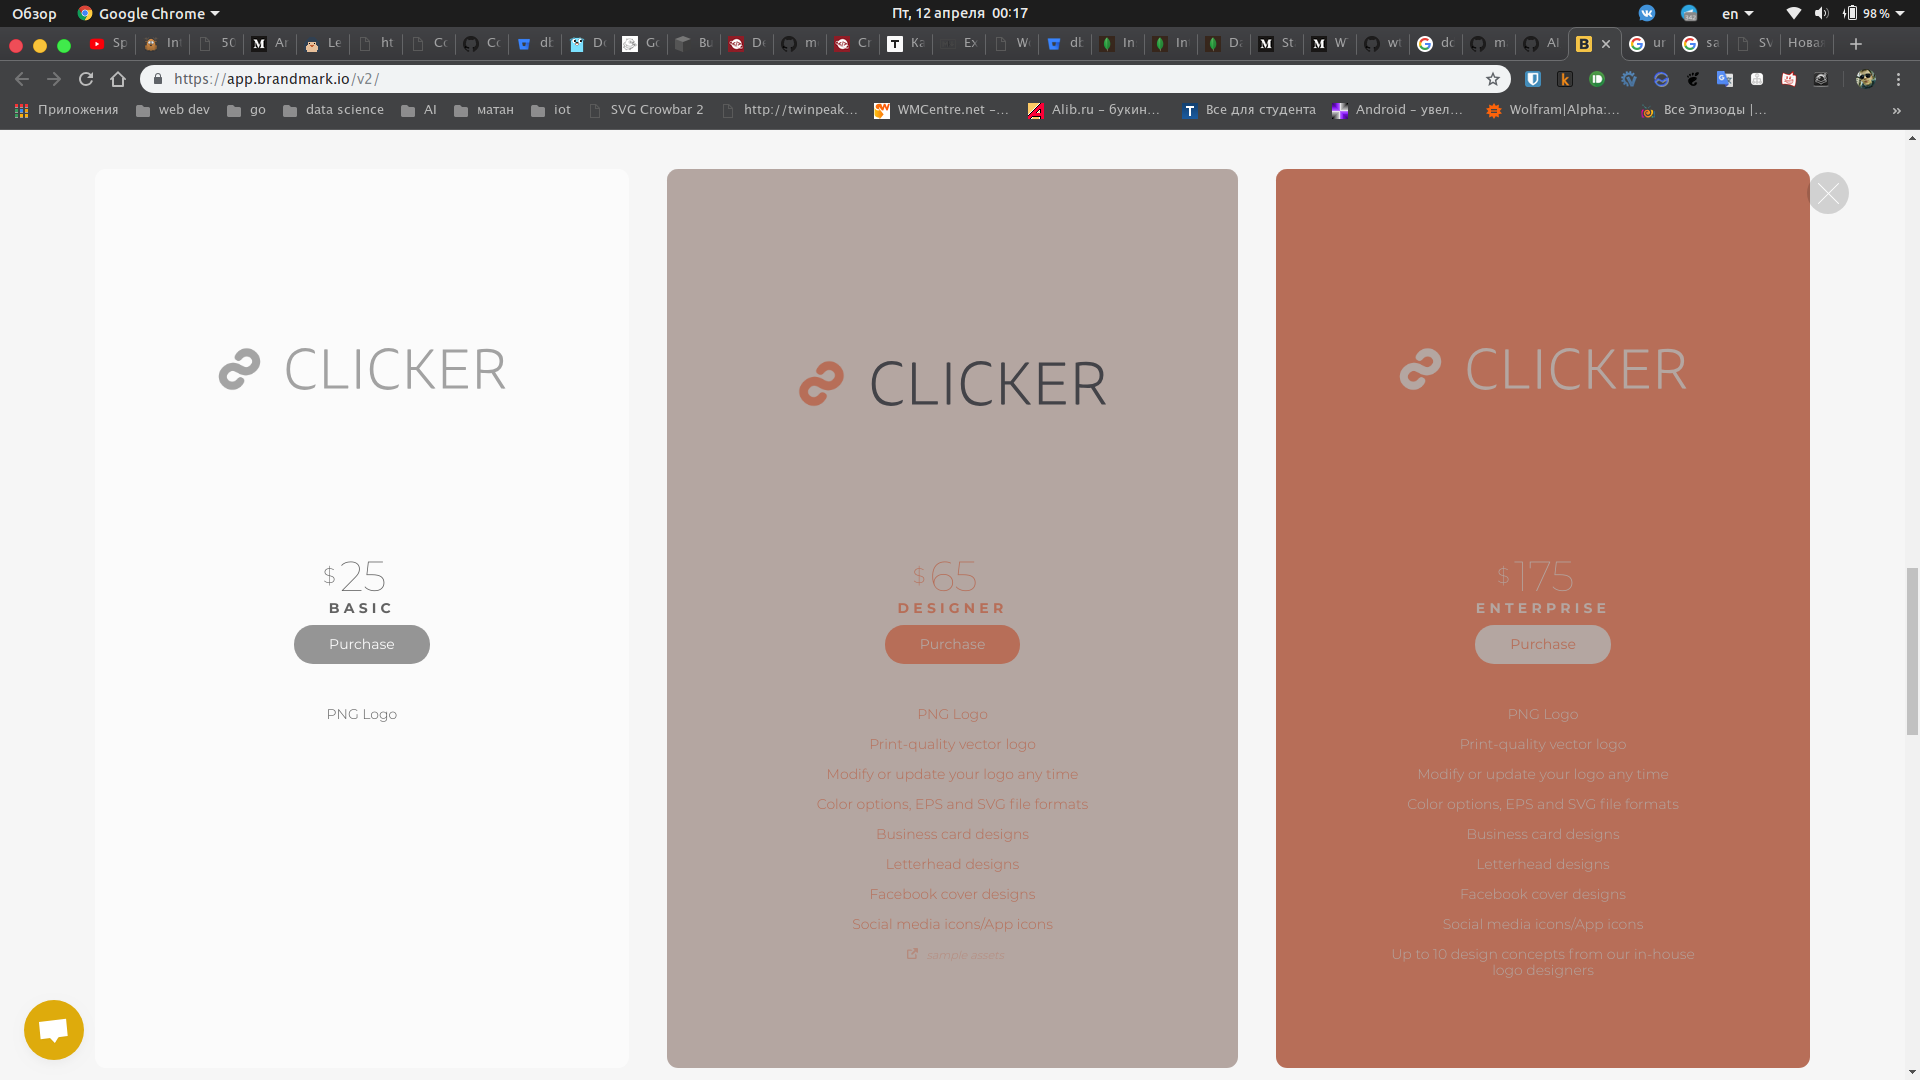 Обзор Google Chrome Пт, 12 апреля 00:17 en 98 %
Sp In 50 Ar Le ht Co Co db Do Go Bu De me Cr Ka Ex We db In In Da St W wt dc m Al un sa SV Нова
https://app.brandmark.io/v2/
Приложения web dev go data science AI матан iot SVG Crowbar 2 http://twinpeak... WMCentre.net –... Alib.ru – букин... Все для студента Android – увел... Wolfram|Alpha:... Все Эпизоды |... »
CLICKER
$25
BASIC
Purchase
PNG Logo
CLICKER
$65
DESIGNER
Purchase
PNG Logo
Print-quality vector logo
Modify or update your logo any time
Color options, EPS and SVG file formats
Business card designs
Letterhead designs
Facebook cover designs
Social media icons/App icons
sample assets
CLICKER
$175
ENTERPRISE
Purchase
PNG Logo
Print-quality vector logo
Modify or update your logo any time
Color options, EPS and SVG file formats
Business card designs
Letterhead designs
Facebook cover designs
Social media icons/App icons
Up to 10 design concepts from our in-house
logo designers